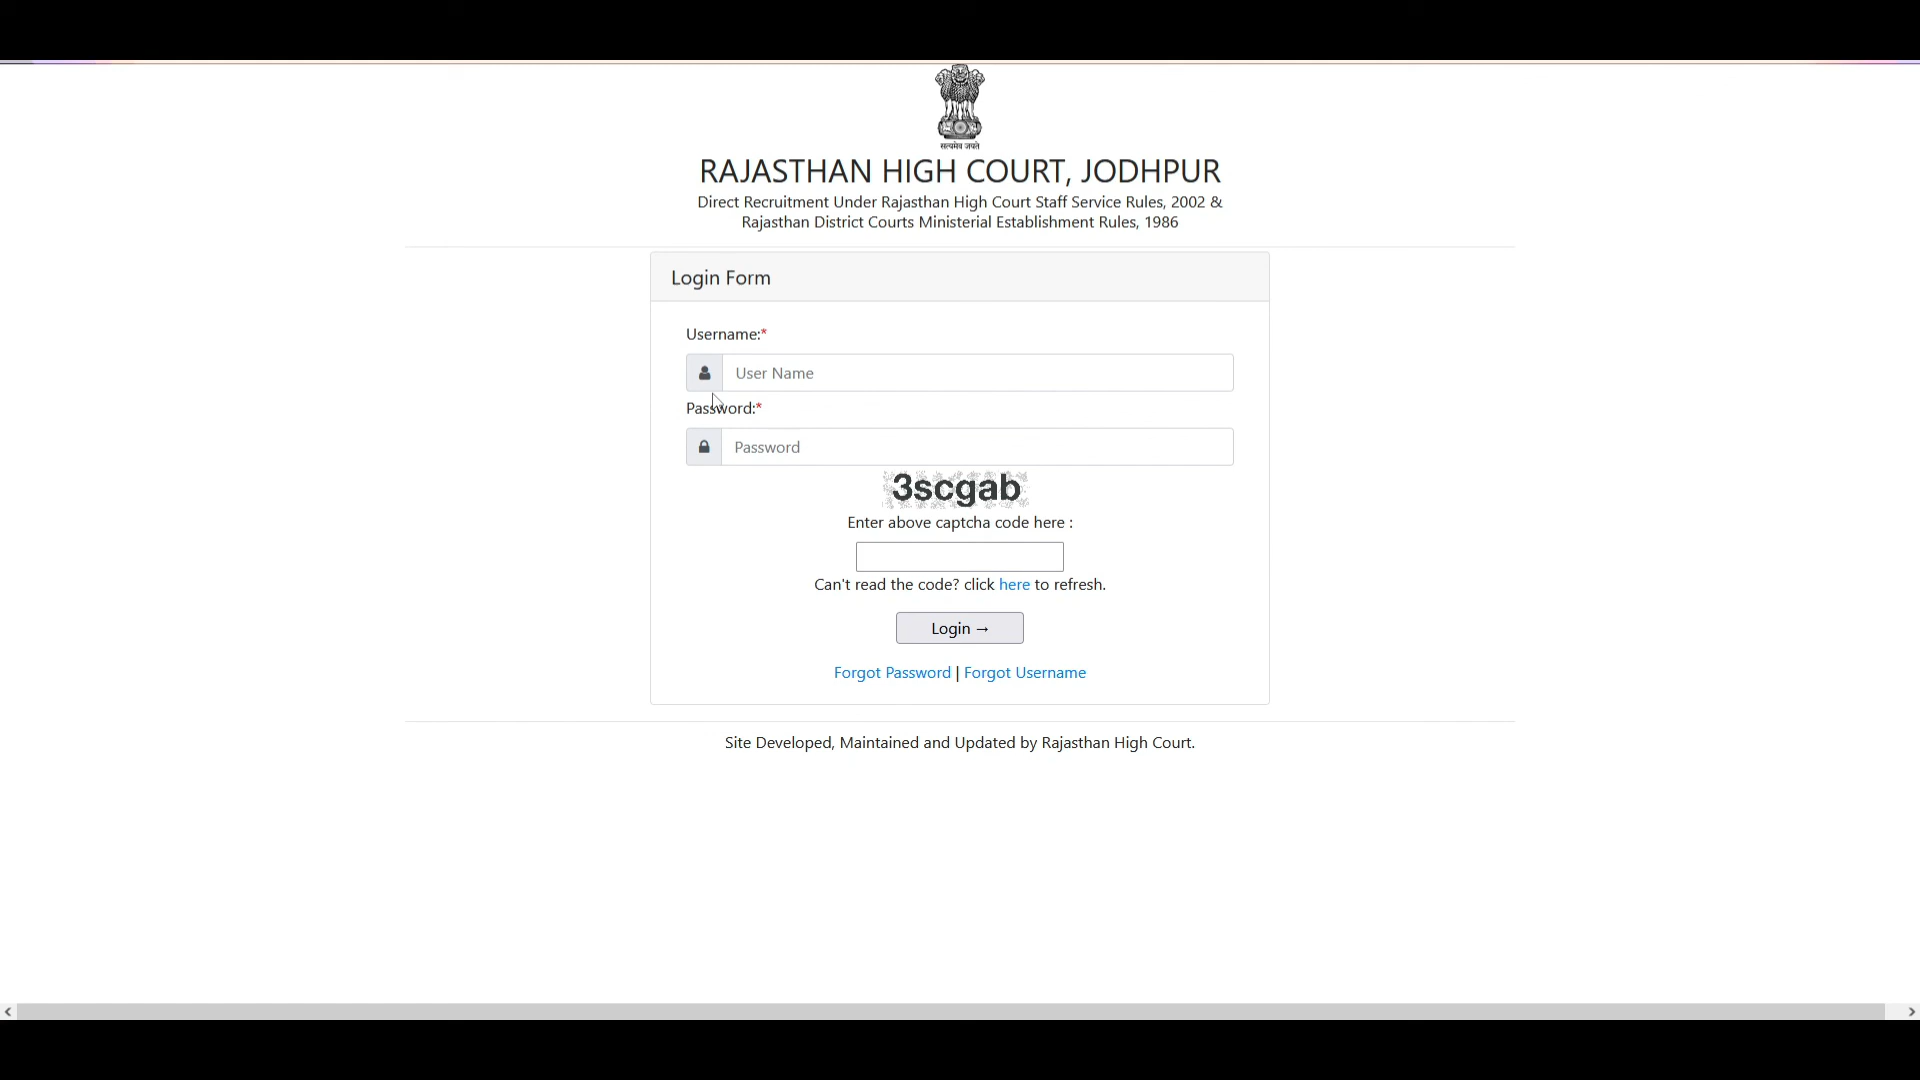 सत्यमेव जयते
RAJASTHAN HIGH COURT, JODHPUR
Direct Recruitment Under Rajasthan High Court Staff Service Rules, 2002 &
Rajasthan District Courts Ministerial Establishment Rules, 1986
Login Form
Username:*
User Name
Password:*
Password
3scgab
Enter above captcha code here :
Can't read the code? click here to refresh.
Login →
Forgot Password | Forgot Username
Site Developed, Maintained and Updated by Rajasthan High Court.